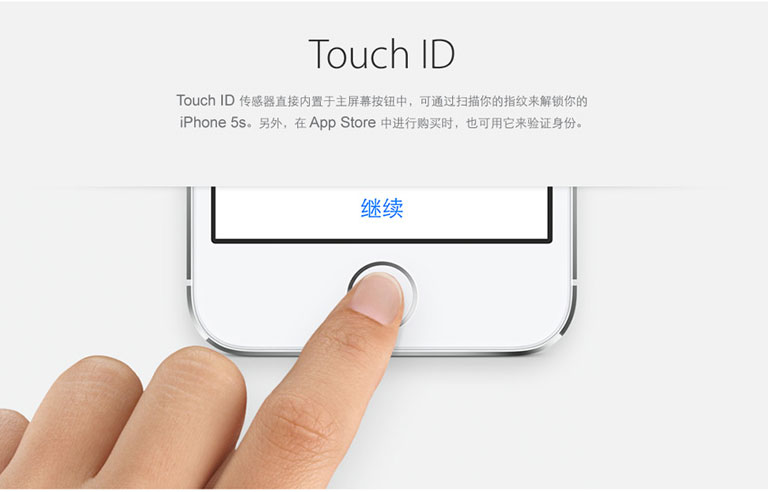 Touch ID
Touch ID 传感器直接内置于主屏幕按钮中，可通过扫描你的指纹来解锁你的
iPhone 5s。另外，在 App Store 中进行购买时，也可用它来验证身份。
继续